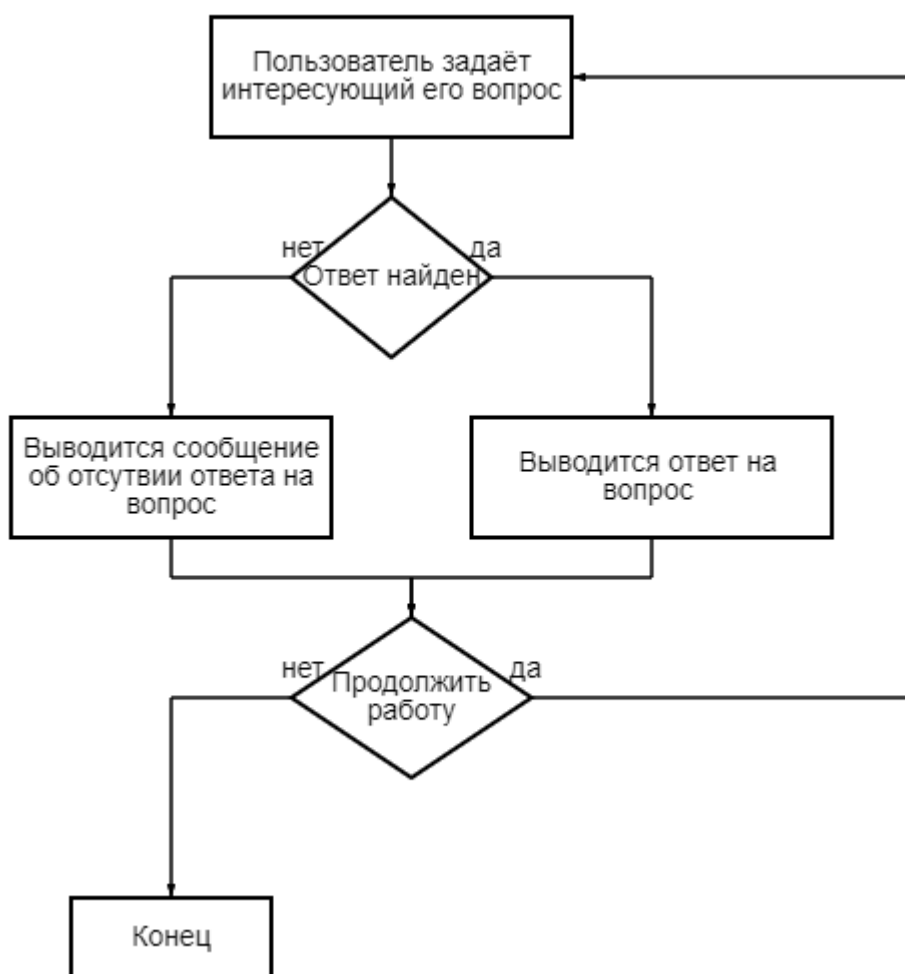 Пользователь задаёт
интересующий его вопрос
нет
да
Ответ найден
Выводится сообщение
об отсутвии ответа на
вопрос
Выводится ответ на
вопрос
нет
да
Продолжить
работу
Конец